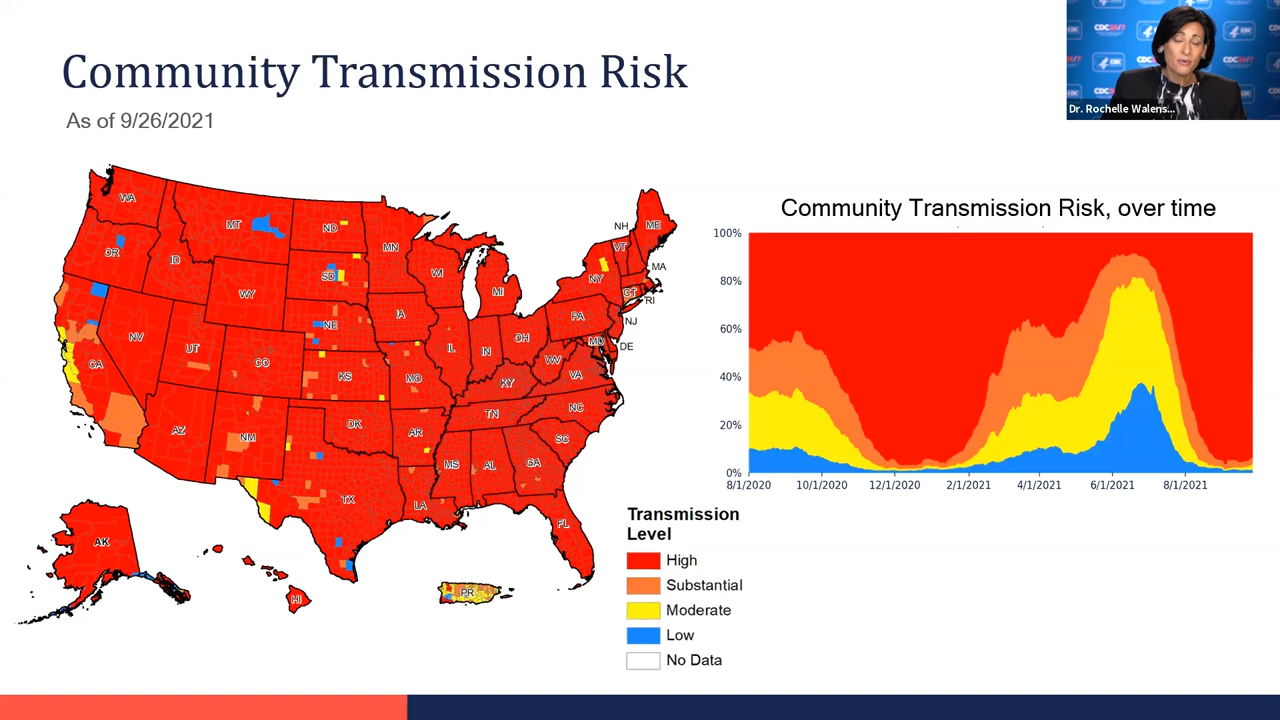 Community Transmission Risk
As of 9/26/2021
CDC
CDC 24/7
Dr. Rochelle Walens...
WA
MT
ND
MN
OR
ID
SD
WI
WY
NE
IA
MI
NY
NH
VT
ME
MA
CT
RI
NJ
PA
DE
MD
NV
UT
CA
CO
KS
MO
IL
IN
OH
WV
VA
KY
NC
TN
SC
AZ
NM
OK
AR
MS
AL
GA
TX
LA
FL
AK
HI
PR
Community Transmission Risk, over time
100%
80%
60%
40%
20%
0%
8/1/2020 10/1/2020 12/1/2020 2/1/2021 4/1/2021 6/1/2021 8/1/2021
Transmission
Level
High
Substantial
Moderate
Low
No Data